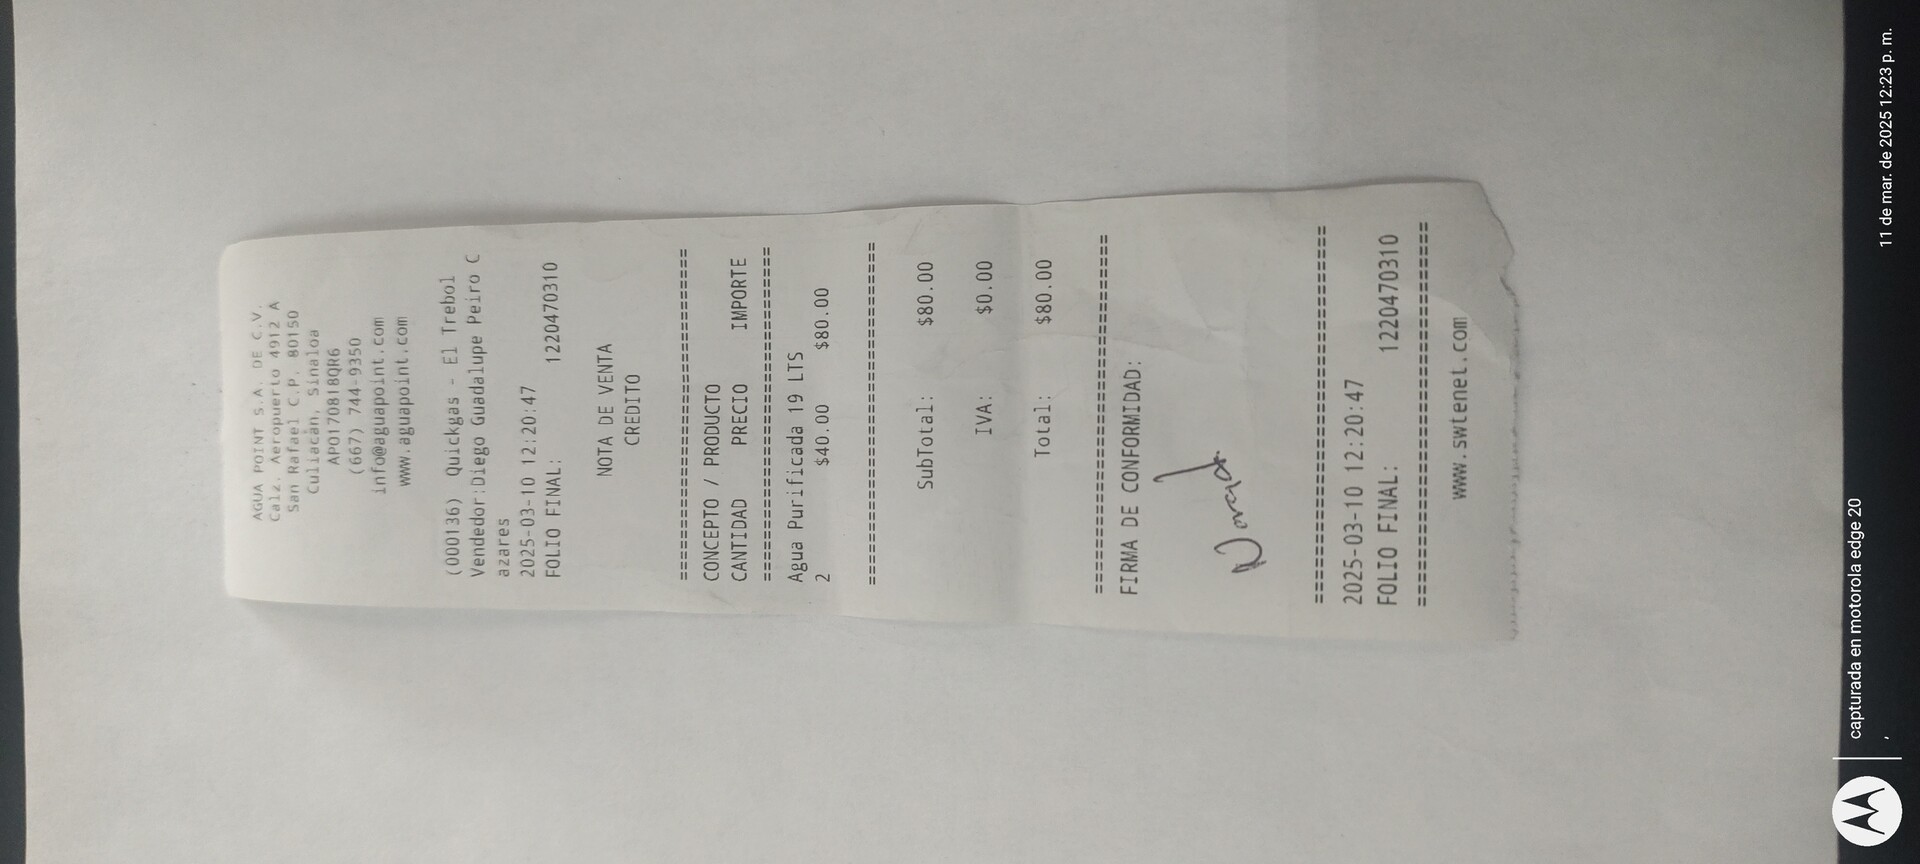 AGUA POINT S.A. DE C.V.
Calz. Aeropuerto 4912 A
San Rafael C.P. 80150
Culiacán, Sinaloa
APO170818QR6
(667) 744-9350
info@aguapoint.com
www.aguapoint.com
(000136) Quickgas - El Trebol
Vendedor:Diego Guadalupe Peiro C
azares
2025-03-10 12:20:47
FOLIO FINAL: 1220470310
NOTA DE VENTA
CREDITO
================================
CONCEPTO / PRODUCTO
CANTIDAD PRECIO IMPORTE
================================
Agua Purificada 19 LTS
2 $40.00 $80.00
================================
SubTotal: $80.00
IVA: $0.00
Total: $80.00
================================
FIRMA DE CONFORMIDAD:
================================
2025-03-10 12:20:47
FOLIO FINAL: 1220470310
================================
www.swtenet.com
capturada en motorola edge 20
, 11 de mar. de 2025 12:23 p. m.